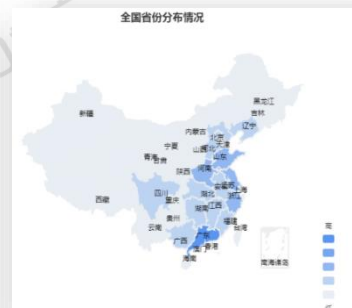 全国省份分布情况
黑龙江
吉林
新疆
辽宁
内蒙古
北京
天津
宁夏
山西
河北
山东
青海
甘肃
陕西
河南
西藏
四川
重庆
湖北
安徽
上海
浙江
湖南
江西
贵州
福建
云南
台湾
广西
广东
香港
澳门
海南
南海诸岛
高